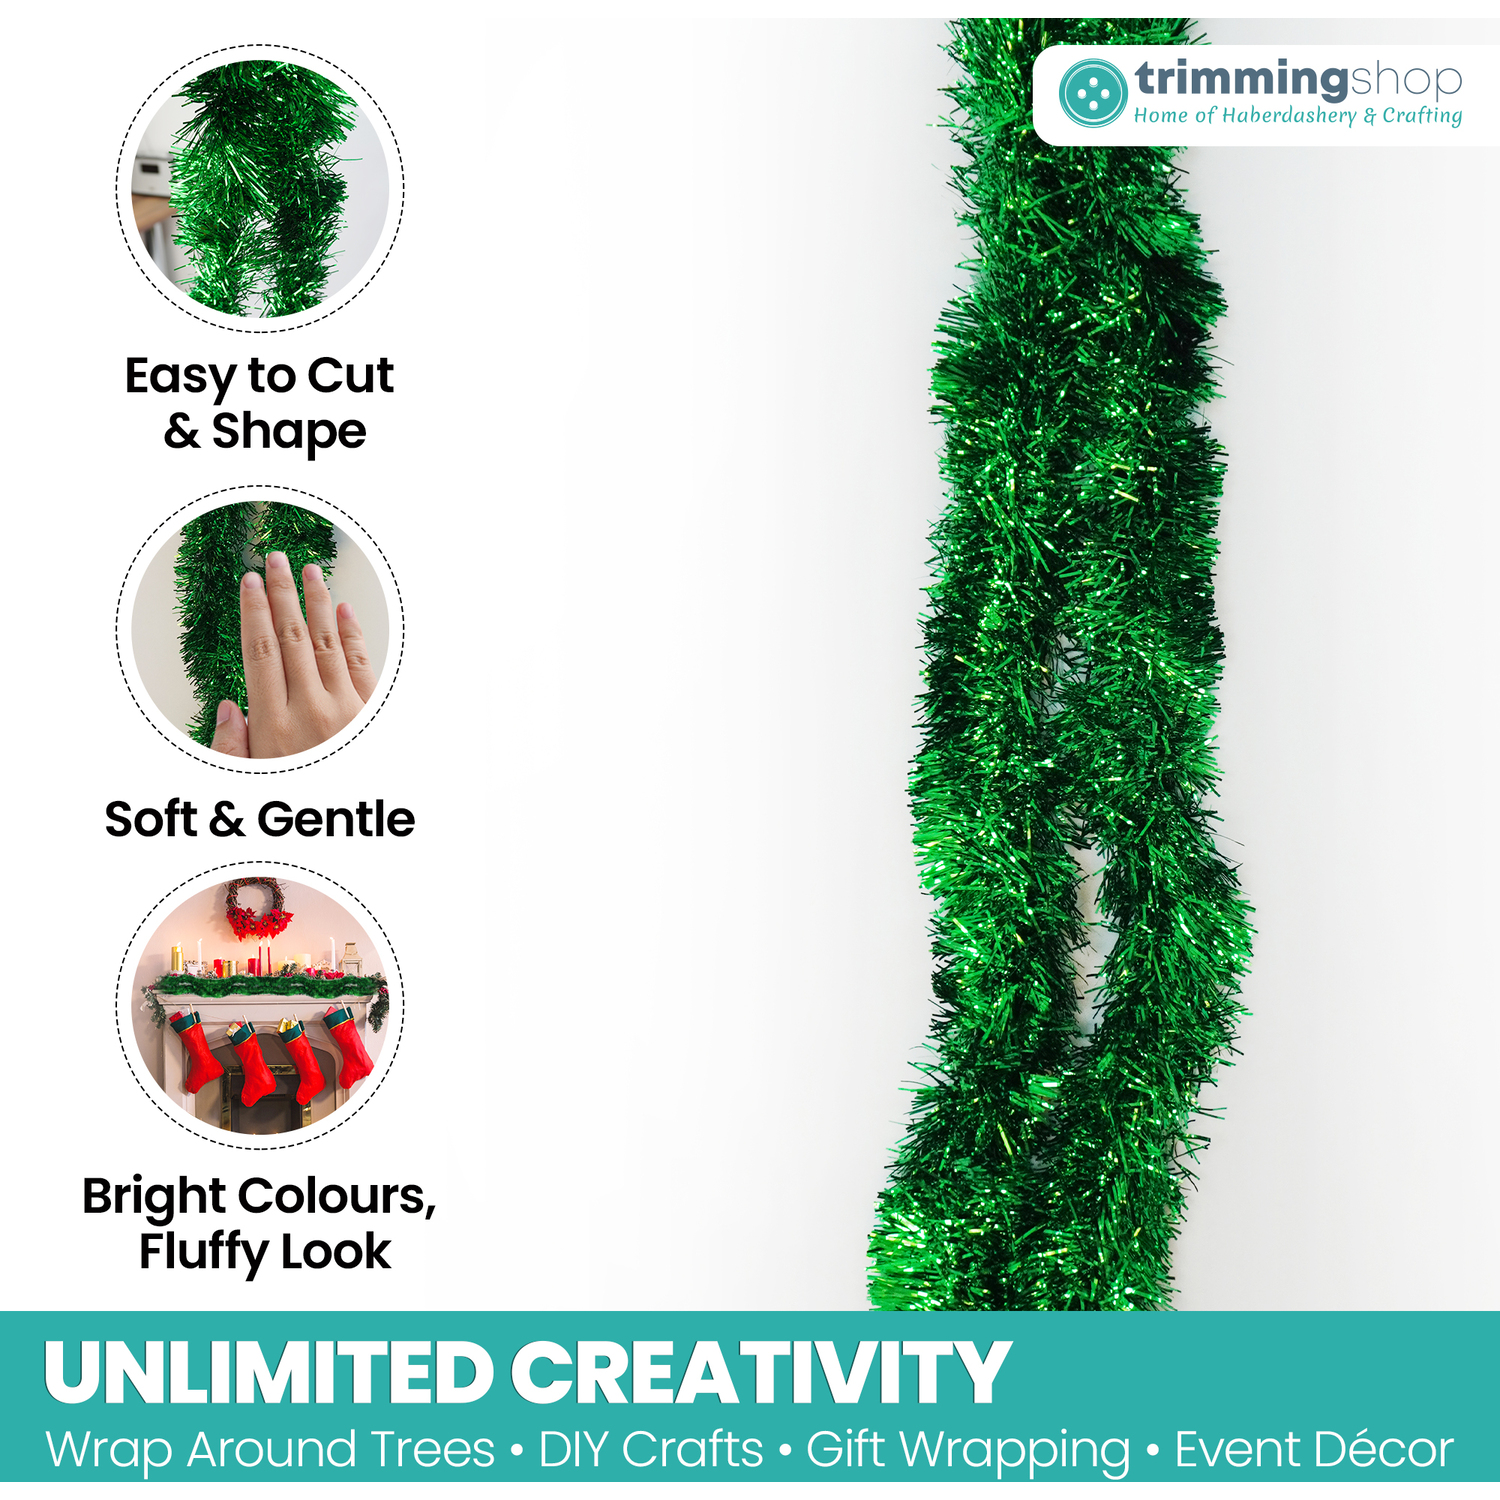 trimmingshop
Home of Haberdashery & Crafting
Easy to Cut
& Shape
Soft & Gentle
Bright Colours,
Fluffy Look
UNLIMITED CREATIVITY
Wrap Around Trees • DIY Crafts • Gift Wrapping • Event Décor